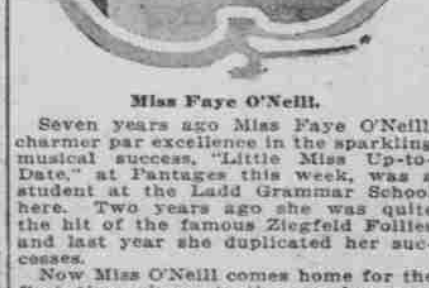 Miss Faye O'Neill.
Seven years ago Miss Faye O'Neill
charmer par excellence in the sparkling
musical success, "Little Miss Up-to-
Date," at Pantages this week, was a
student at the Ladd Grammar School
here. Two years ago she was quite
the hit of the famous Ziegfeld Follies
and last year she duplicated her suc-
cesses.
Now Miss O'Neill comes home for the